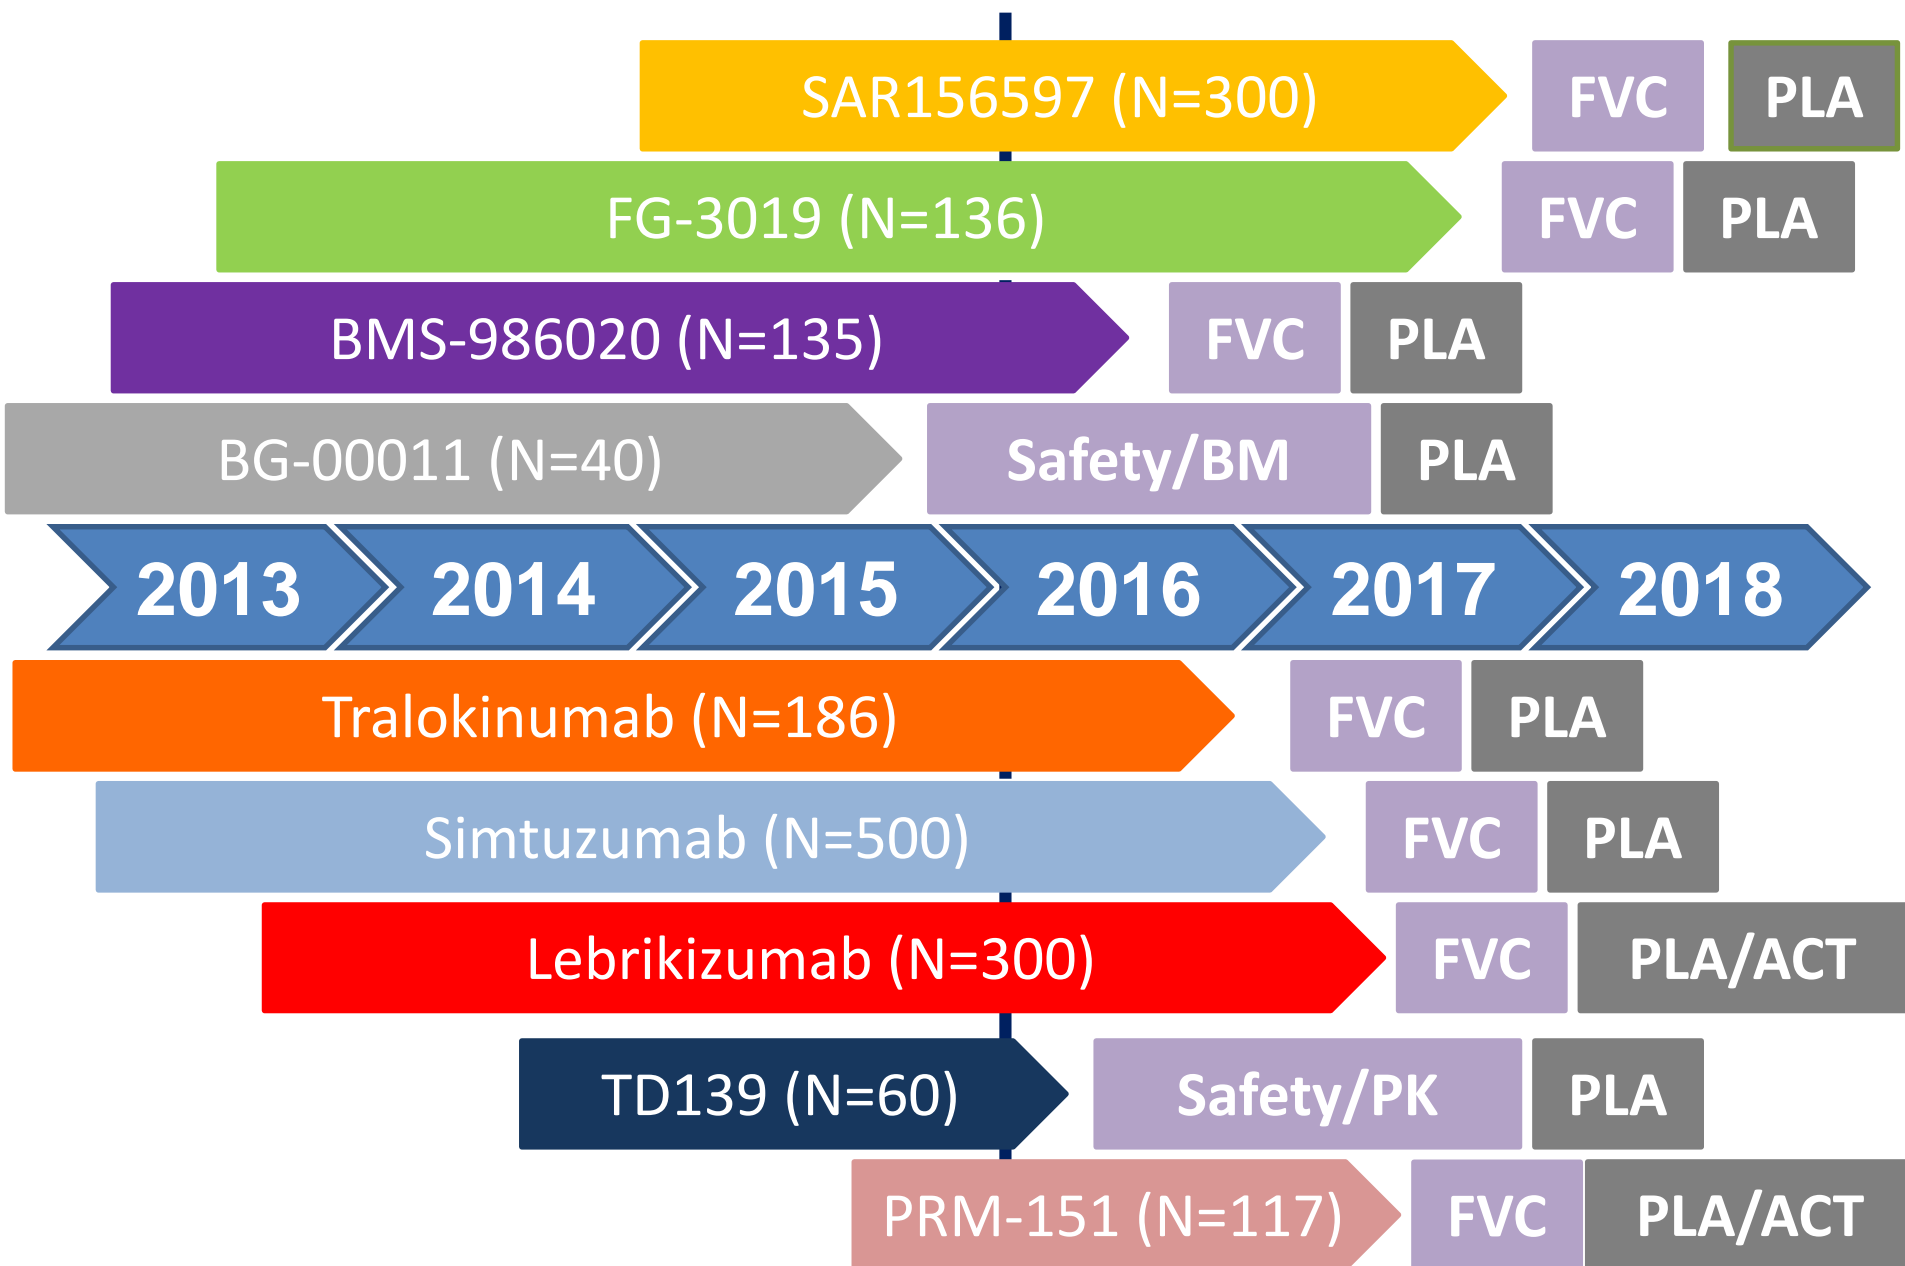 SAR156597 (N=300) FVC PLA
FG-3019 (N=136) FVC PLA
BMS-986020 (N=135) FVC PLA
BG-00011 (N=40) Safety/BM PLA
2013 2014 2015 2016 2017 2018
Tralokinumab (N=186) FVC PLA
Simtuzumab (N=500) FVC PLA
Lebrikizumab (N=300) FVC PLA/ACT
TD139 (N=60) Safety/PK PLA
PRM-151 (N=117) FVC PLA/ACT